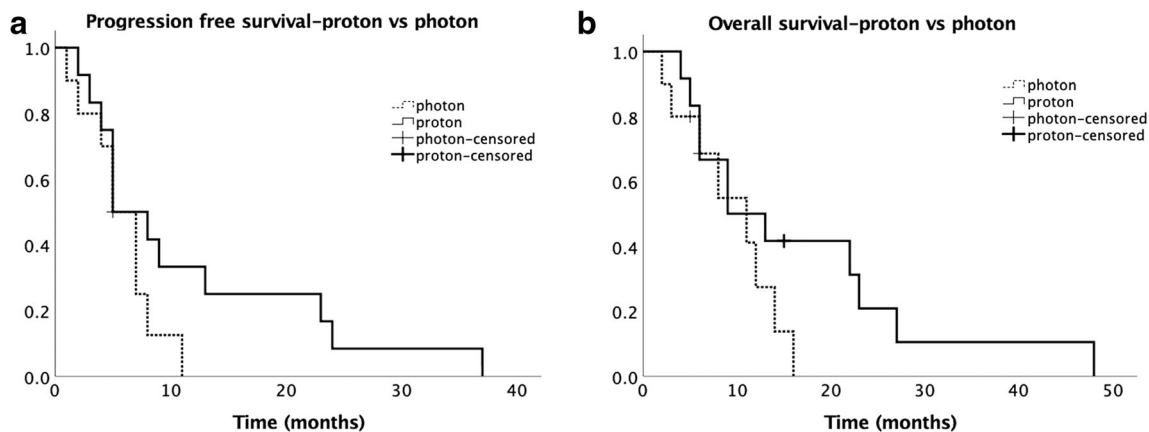 a
Progression free survival-proton vs photon
1.0
0.8
0.6
0.4
0.2
0.0
0
10
20
30
40
Time (months)
photon
proton
photon-censored
proton-censored
b
Overall survival-proton vs photon
1.0
0.8
0.6
0.4
0.2
0.0
0
10
20
30
40
50
Time (months)
photon
proton
photon-censored
proton-censored